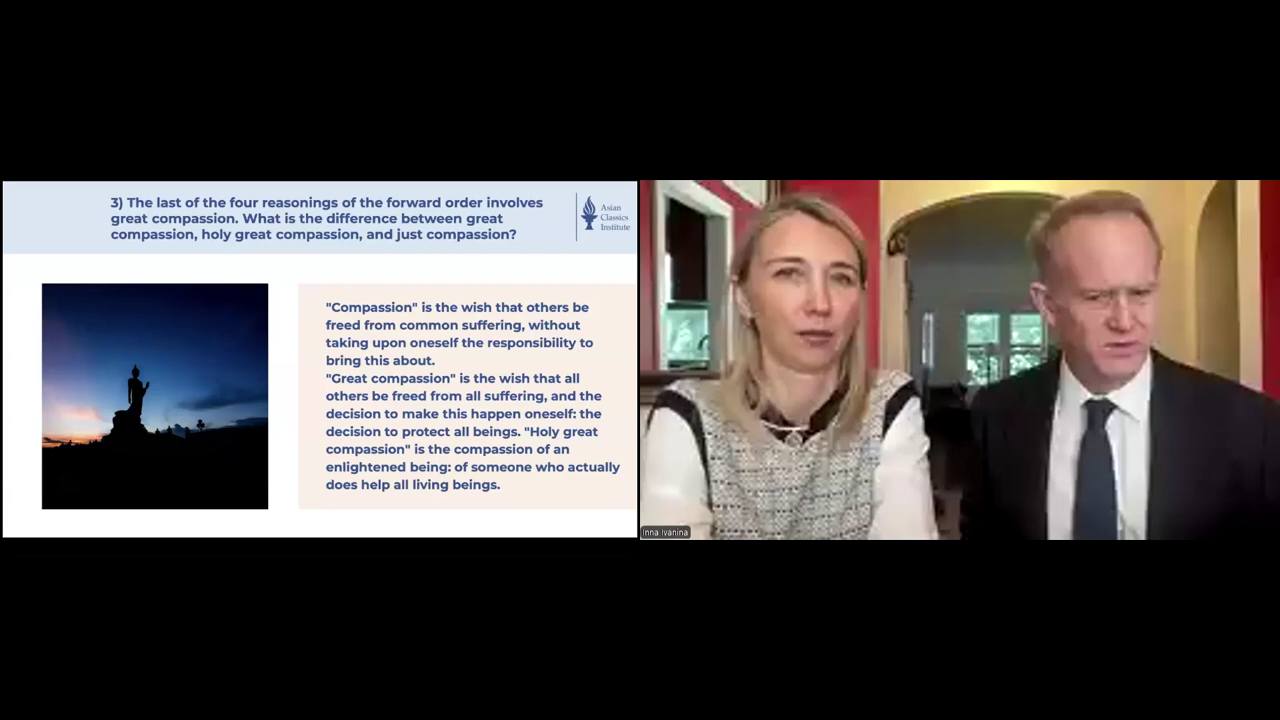 3) The last of the four reasonings of the forward order involves
great compassion. What is the difference between great
compassion, holy great compassion, and just compassion?
Asian
Classics
Institute
"Compassion" is the wish that others be
freed from common suffering, without
taking upon oneself the responsibility to
bring this about.
"Great compassion" is the wish that all
others be freed from all suffering, and the
decision to make this happen oneself: the
decision to protect all beings. "Holy great
compassion" is the compassion of an
enlightened being: of someone who actually
does help all living beings.
Inna Ivanina